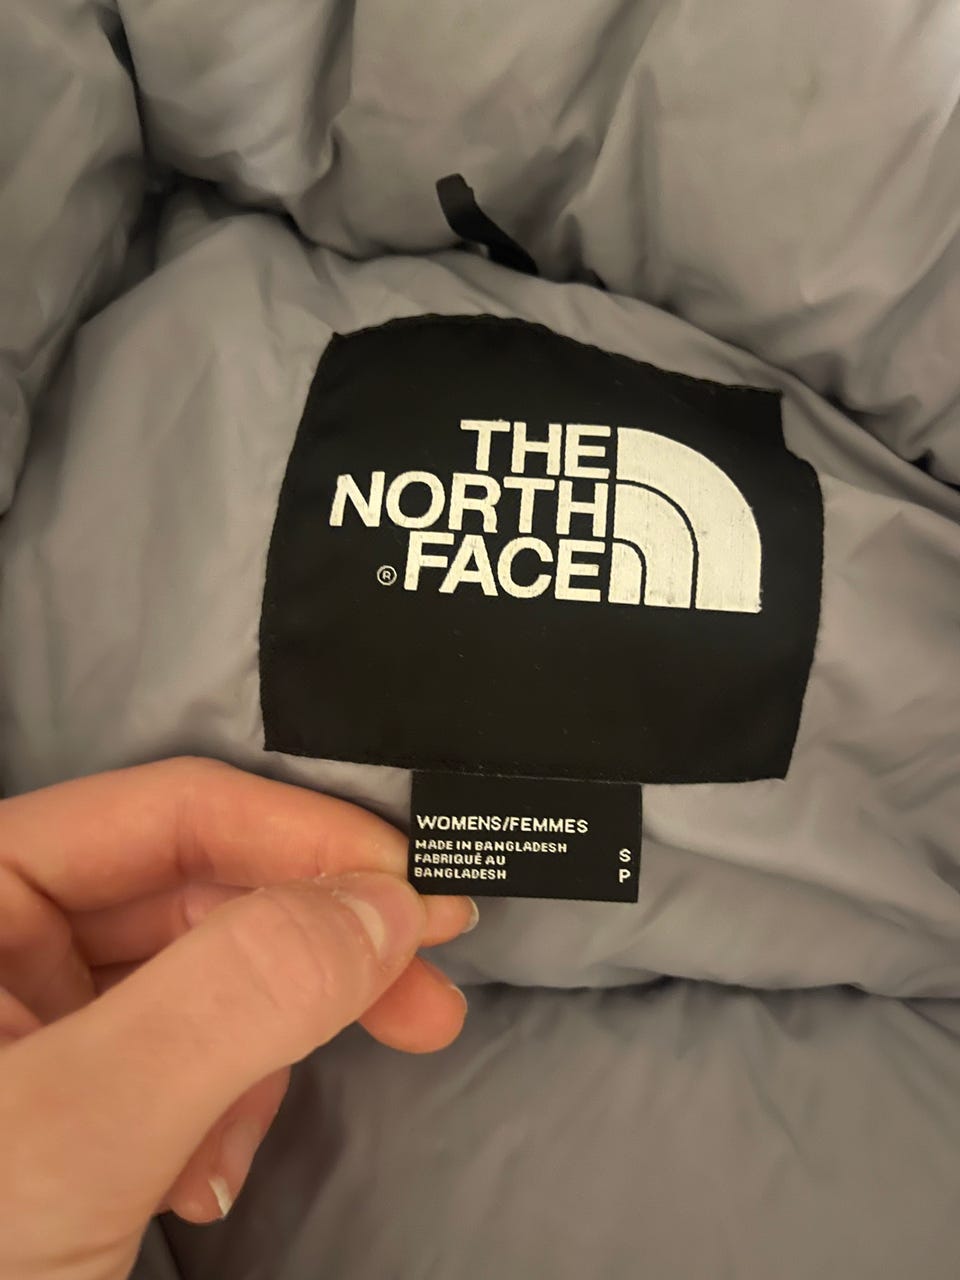 THE
NORTH
® FACE
WOMENS/FEMMES
MADE IN BANGLADESH
FABRIQUÉ AU
BANGLADESH
S
P